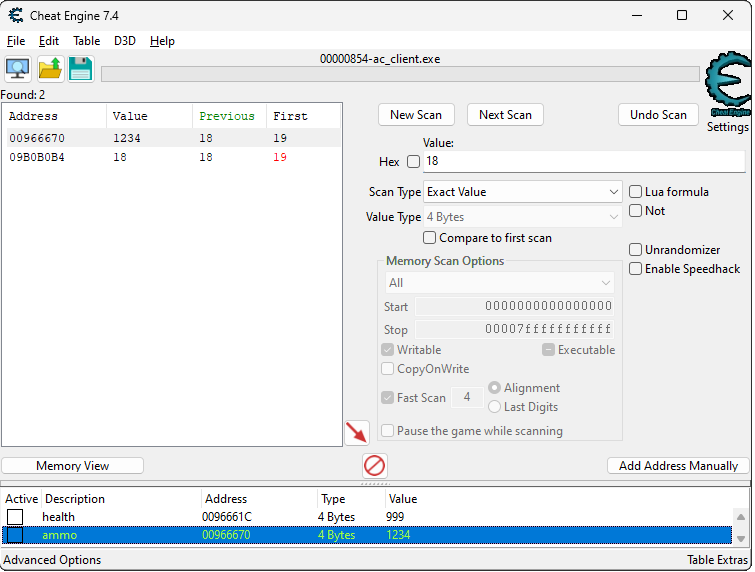 Cheat Engine 7.4
File Edit Table D3D Help
00000854-ac_client.exe
Found: 2
Address Value Previous First
00966670 1234 18 19
09B0B0B4 18 18 19
New Scan Next Scan Undo Scan
Cheat Engine
Settings
Value:
Hex 18
Scan Type Exact Value Lua formula
Value Type 4 Bytes Not
Compare to first scan
Memory Scan Options Unrandomizer
All Enable Speedhack
Start 0000000000000000
Stop 00007fffffffffff
Writable Executable
CopyOnWrite
Fast Scan 4 Alignment
Last Digits
Pause the game while scanning
Memory View Add Address Manually
Active Description Address Type Value
health 0096661C 4 Bytes 999
ammo 00966670 4 Bytes 1234
Advanced Options Table Extras